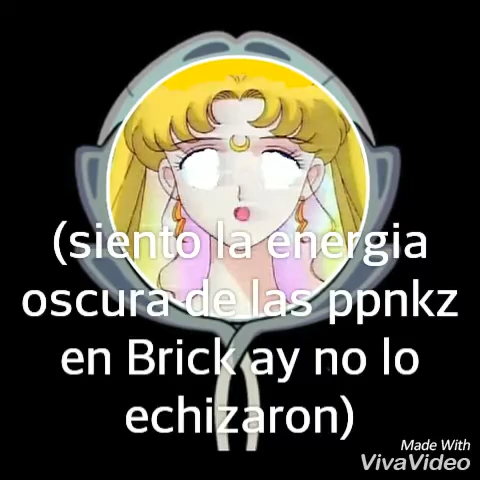 (siento la energia
oscura de las ppnkz
en Brick ay no lo
echizaron)
Made With
VivaVideo